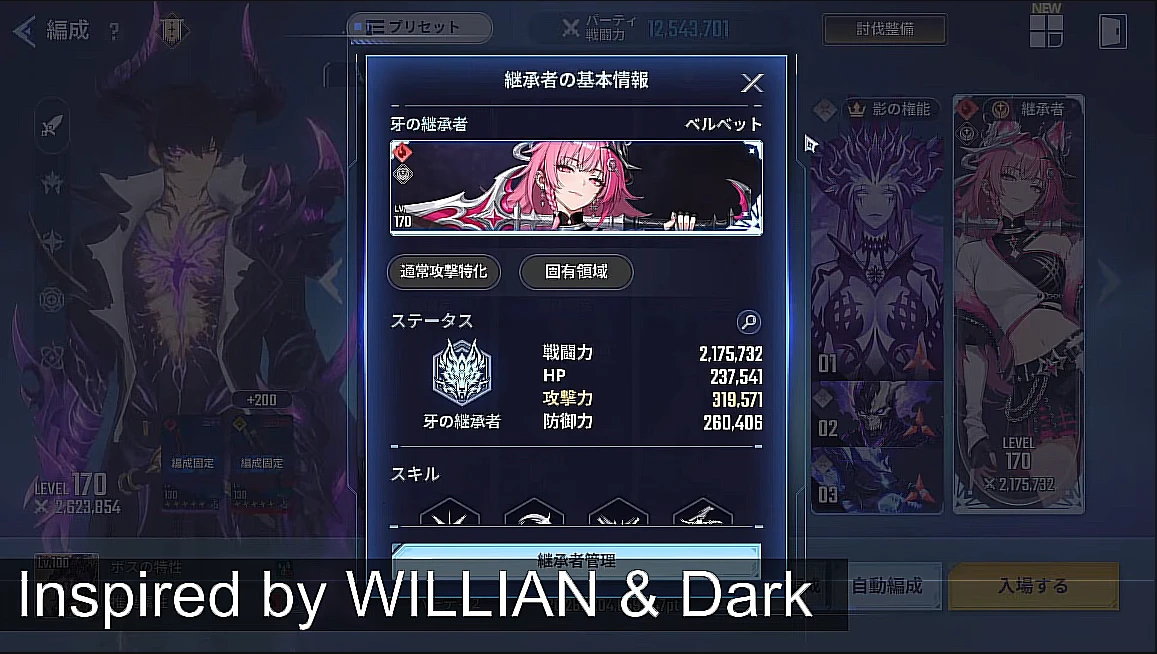 編成 ?
プリセット
パーティ
戦闘力 12,543,701
討伐整備
NEW
継承者の基本情報
牙の継承者 ベルベット
LV.
170
通常攻撃特化 固有領域
ステータス
戦闘力 2,175,732
HP 237,541
攻撃力 319,571
防御力 260,406
牙の継承者
スキル
継承者管理
+200
編成固定 編成固定
130 130
LEVEL 170
2,623,854
Lv.100
ボスの特性
影の権能
01
02
03
継承者
LEVEL
170
2,175,732
自動編成
入場する
Inspired by WILLIAN & Dark